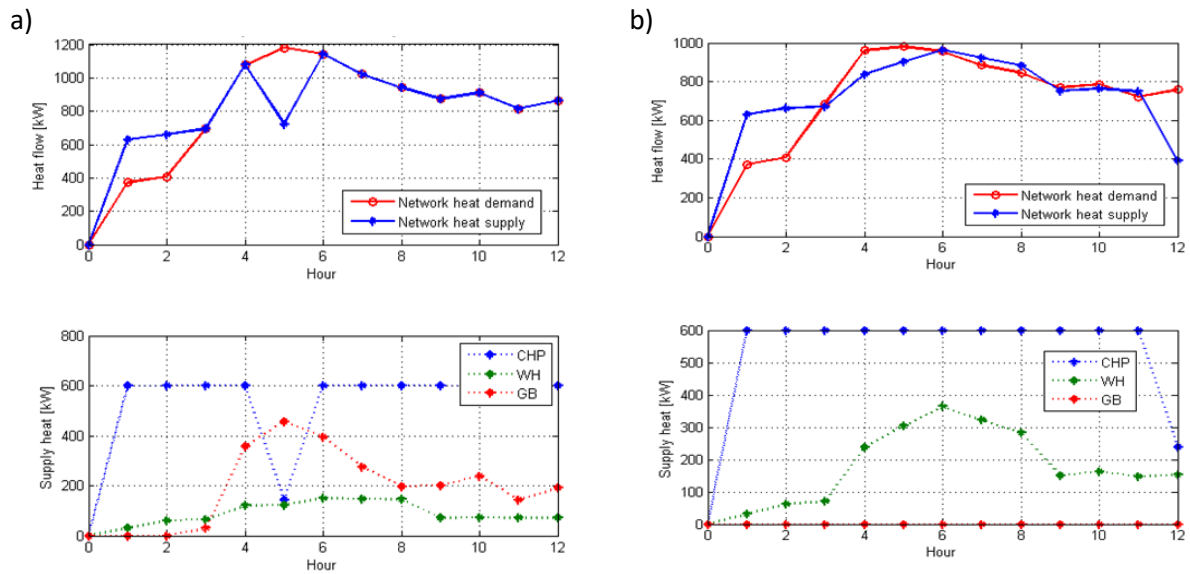 a)
1200
1000
800
600
400
200
0
Heat flow [kW]
Network heat demand
Network heat supply
0 2 4 6 8 10 12
Hour
800
600
400
200
0
Supply heat [kW]
CHP
WH
GB
0 2 4 6 8 10 12
Hour
b)
1000
800
600
400
200
0
Heat flow [kW]
Network heat demand
Network heat supply
0 2 4 6 8 10 12
Hour
600
500
400
300
200
100
0
Supply heat [kW]
CHP
WH
GB
0 2 4 6 8 10 12
Hour